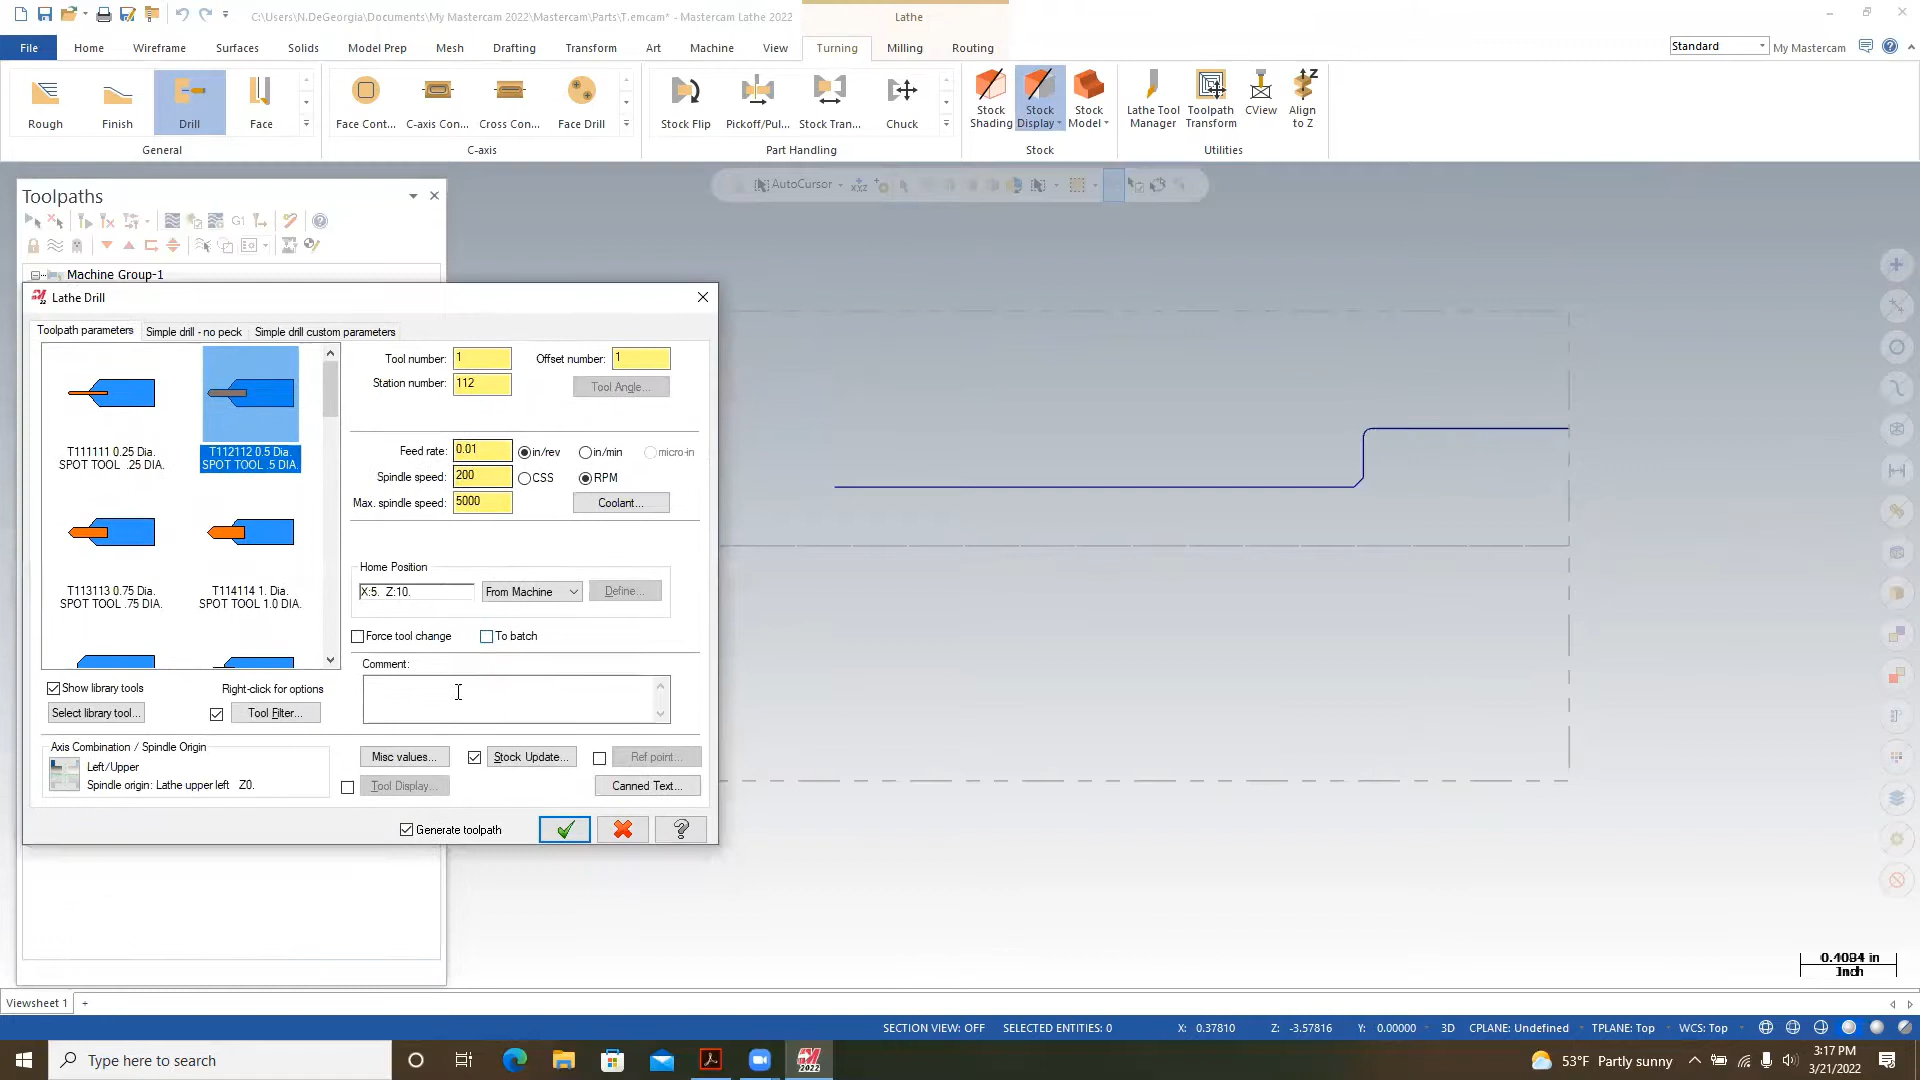 C:\Users\N.DeGeorgia\Documents\My Mastercam 2022\Mastercam\Parts\T.emcam* - Mastercam Lathe 2022
Lathe
File Home Wireframe Surfaces Solids Model Prep Mesh Drafting Transform Art Machine View Turning Milling Routing
Standard My Mastercam
Rough Finish Drill Face
Face Cont... C-axis Con... Cross Con... Face Drill
Stock Flip Pickoff/Pul... Stock Tran... Chuck
Stock Shading Stock Display Stock Model
Lathe Tool Manager Toolpath Transform CView Align to Z
General C-axis Part Handling Stock Utilities
AutoCursor
Toolpaths
G1
Machine Group-1
Lathe Drill
Toolpath parameters Simple drill - no peck Simple drill custom parameters
T111111 0.25 Dia.
SPOT TOOL .25 DIA.
T112112 0.5 Dia.
SPOT TOOL .5 DIA.
T113113 0.75 Dia.
SPOT TOOL .75 DIA.
T114114 1. Dia.
SPOT TOOL 1.0 DIA.
Tool number: 1 Offset number: 1
Station number: 112 Tool Angle...
Feed rate: 0.01 in/rev in/min micro-in
Spindle speed: 200 CSS RPM
Max. spindle speed: 5000 Coolant...
Home Position
X:5. Z:10. From Machine Define...
Force tool change To batch
Comment:
Show library tools Right-click for options
Select library tool... Tool Filter...
Axis Combination / Spindle Origin
Left/Upper
Spindle origin: Lathe upper left Z0.
Misc values... Stock Update... Ref point...
Tool Display... Canned Text...
Generate toolpath
0.4084 in
Inch
Viewsheet 1 +
SECTION VIEW: OFF SELECTED ENTITIES: 0 X: 0.37810 Z: -3.57816 Y: 0.00000 3D CPLANE: Undefined TPLANE: Top WCS: Top
Type here to search
2022
53°F Partly sunny
3:17 PM
3/21/2022